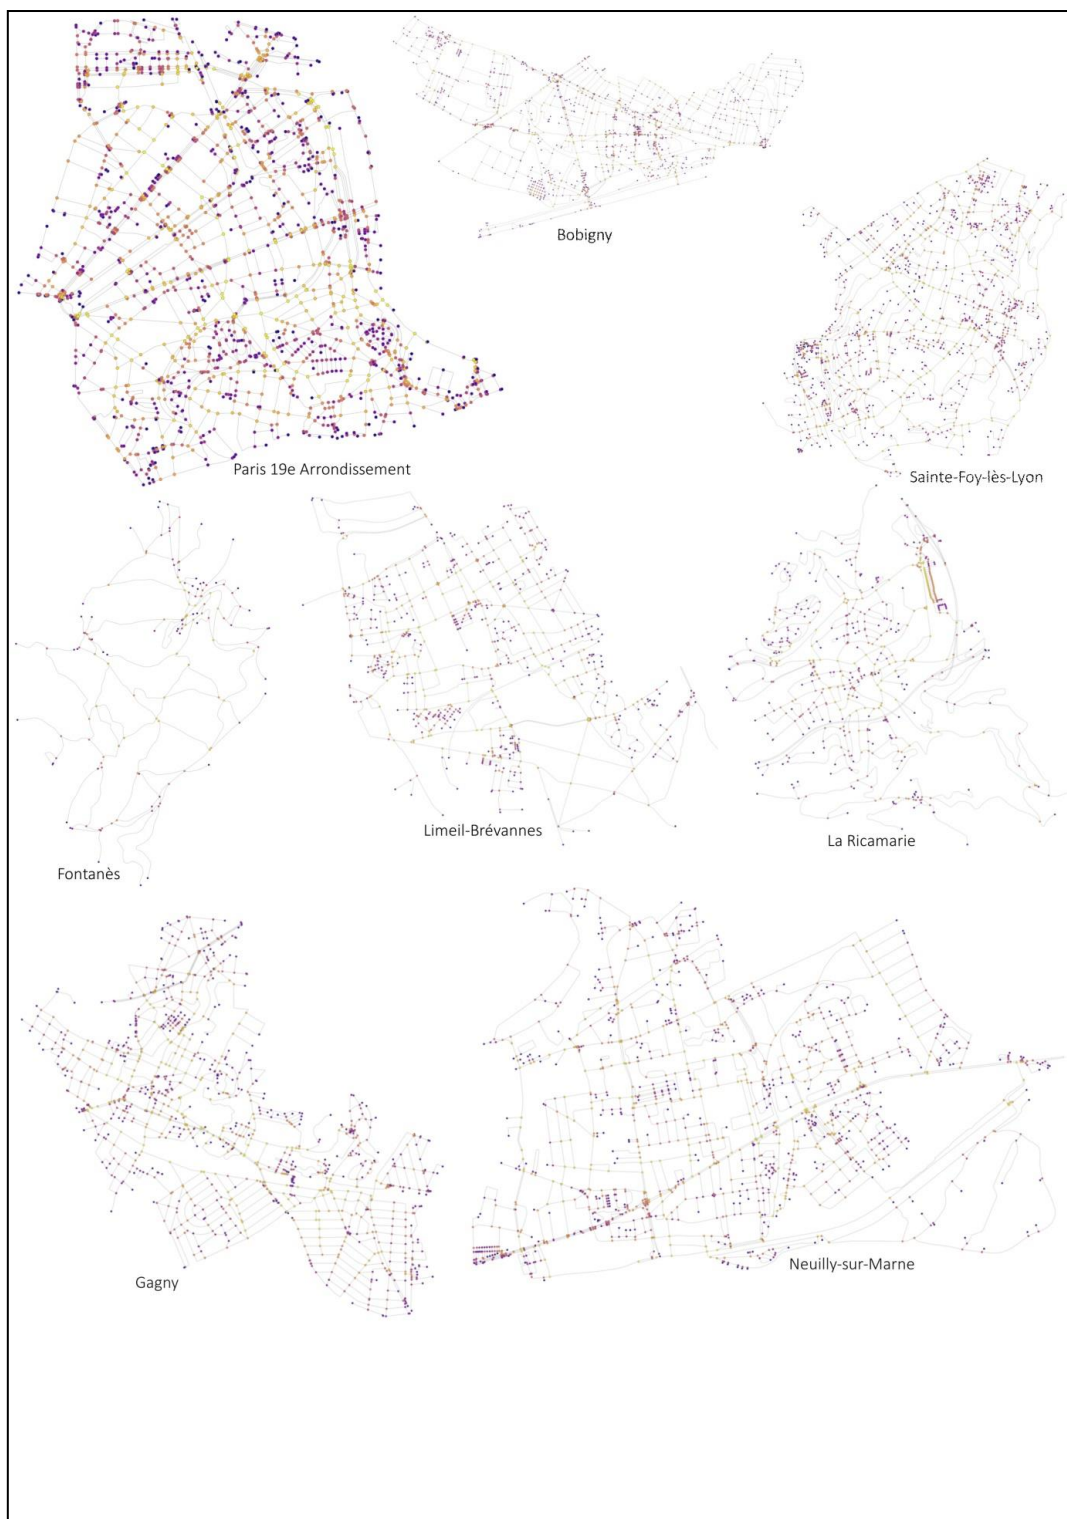 Bobigny
Paris 19e Arrondissement
Sainte-Foy-lès-Lyon
Limeil-Brévannes
La Ricamarie
Fontanès
Neuilly-sur-Marne
Gagny